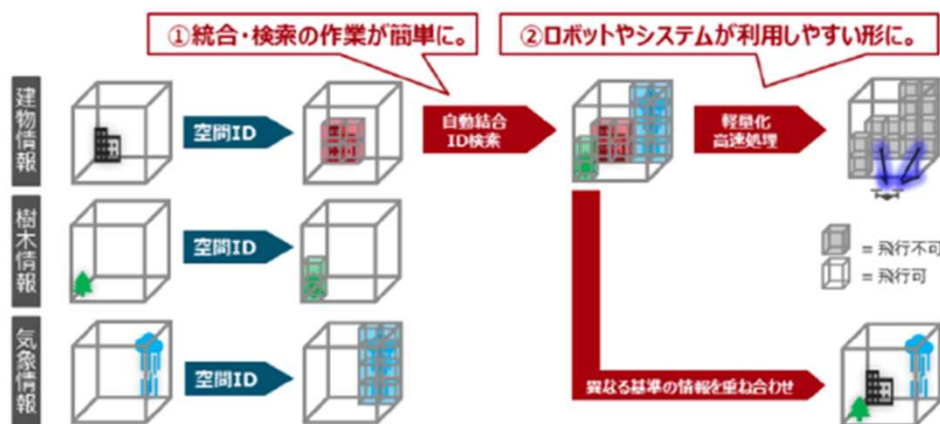 ①統合・検索の作業が簡単に。
②ロボットやシステムが利用しやすい形に。
建物情報
空間ID
自動結合
ID検索
軽量化
高速処理
樹木情報
空間ID
= 飛行不可
= 飛行可
気象情報
空間ID
異なる基準の情報を重ね合わせ